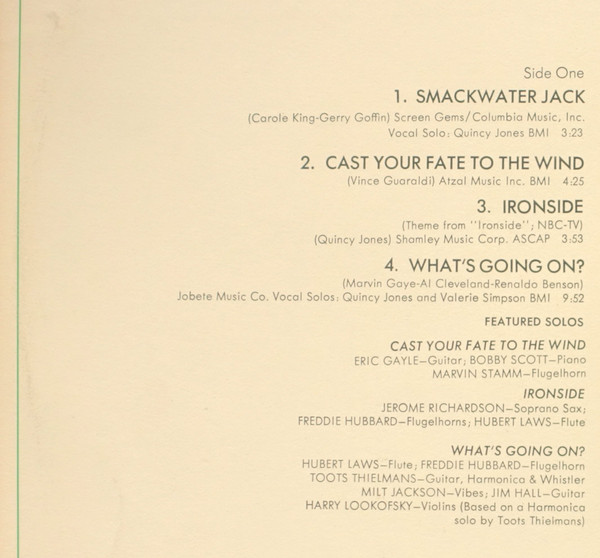 Side One
1. SMACKWATER JACK
(Carole King-Gerry Goffin) Screen Gems/Columbia Music, Inc.
Vocal Solo: Quincy Jones BMI 3:23
2. CAST YOUR FATE TO THE WIND
(Vince Guaraldi) Atzal Music Inc. BMI 4:25
3. IRONSIDE
(Theme from "Ironside"; NBC-TV)
(Quincy Jones) Shamley Music Corp. ASCAP 3:53
4. WHAT'S GOING ON?
(Marvin Gaye-Al Cleveland-Renaldo Benson)
Jobete Music Co. Vocal Solos: Quincy Jones and Valerie Simpson BMI 9:52
FEATURED SOLOS
CAST YOUR FATE TO THE WIND
ERIC GAYLE—Guitar; BOBBY SCOTT—Piano
MARVIN STAMM—Flugelhorn
IRONSIDE
JEROME RICHARDSON—Soprano Sax;
FREDDIE HUBBARD—Flugelhorns; HUBERT LAWS—Flute
WHAT'S GOING ON?
HUBERT LAWS—Flute; FREDDIE HUBBARD—Flugelhorn
TOOTS THIELMANS—Guitar, Harmonica & Whistler
MILT JACKSON—Vibes; JIM HALL—Guitar
HARRY LOOKOFSKY—Violins (Based on a Harmonica
solo by Toots Thielmans)